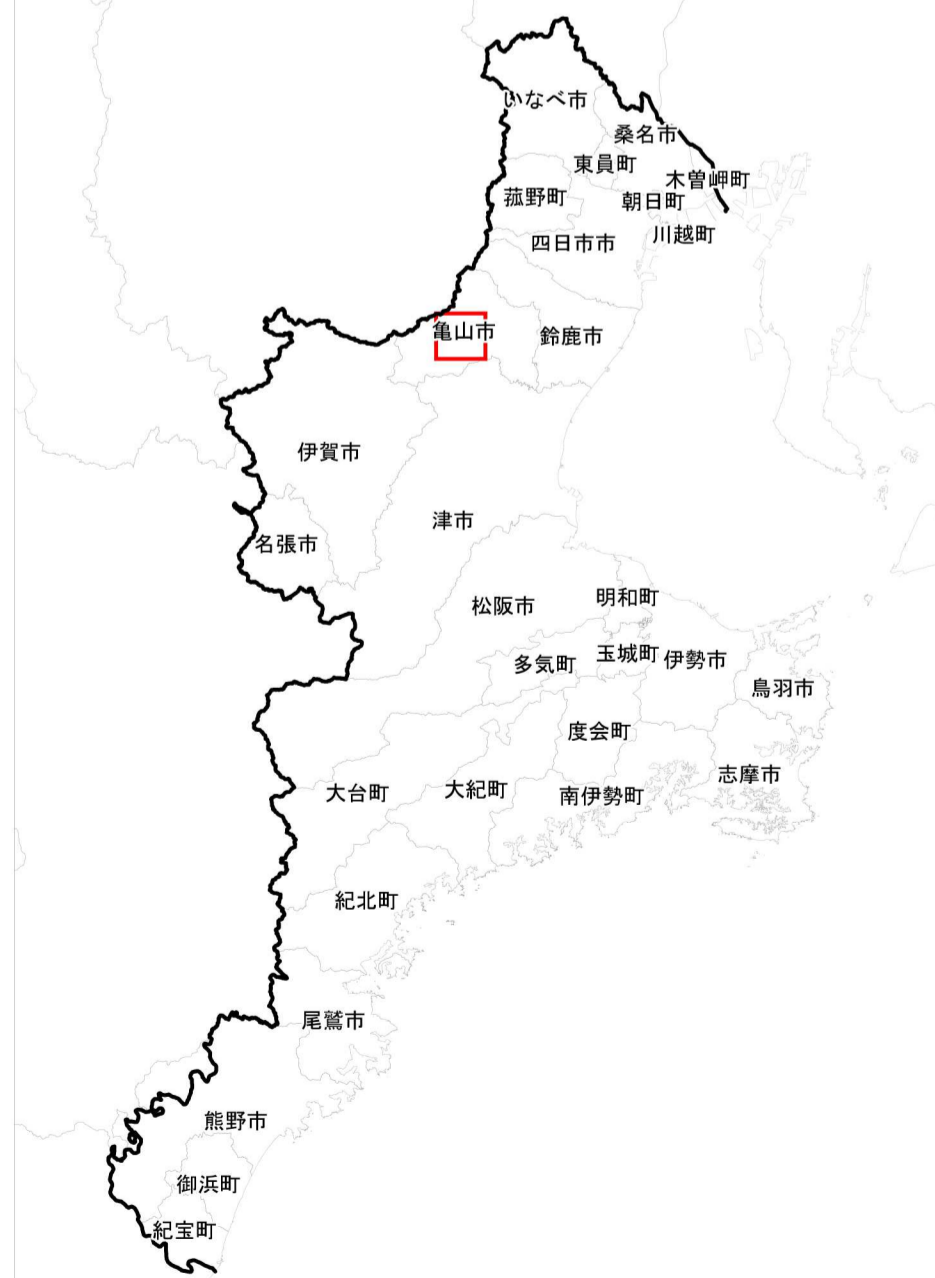 いなべ市
桑名市
東員町
木曽岬町
菰野町
朝日町
川越町
四日市市
亀山市
鈴鹿市
伊賀市
津市
名張市
松阪市
明和町
多気町
玉城町
伊勢市
鳥羽市
度会町
志摩市
大台町
大紀町
南伊勢町
紀北町
尾鷲市
熊野市
御浜町
紀宝町